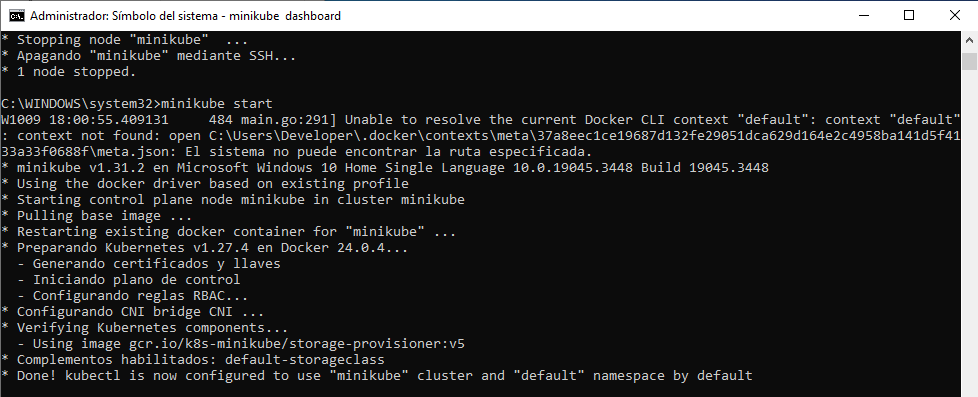 Administrador: Símbolo del sistema - minikube dashboard
* Stopping node "minikube"  ...
* Apagando "minikube" mediante SSH...
* 1 node stopped.
C:\WINDOWS\system32>minikube start
W1009 18:00:55.409131     484 main.go:291] Unable to resolve the current Docker CLI context "default": context "default"
: context not found: open C:\Users\Developer\.docker\contexts\meta\37a8eec1ce19687d132fe29051dca629d164e2c4958ba141d5f41
33a33f0688f\meta.json: El sistema no puede encontrar la ruta especificada.
* minikube v1.31.2 en Microsoft Windows 10 Home Single Language 10.0.19045.3448 Build 19045.3448
* Using the docker driver based on existing profile
* Starting control plane node minikube in cluster minikube
* Pulling base image ...
* Restarting existing docker container for "minikube" ...
* Preparando Kubernetes v1.27.4 en Docker 24.0.4...
  - Generando certificados y llaves
  - Iniciando plano de control
  - Configurando reglas RBAC...
* Configurando CNI bridge CNI ...
* Verifying Kubernetes components...
  - Using image gcr.io/k8s-minikube/storage-provisioner:v5
* Complementos habilitados: default-storageclass
* Done! kubectl is now configured to use "minikube" cluster and "default" namespace by default